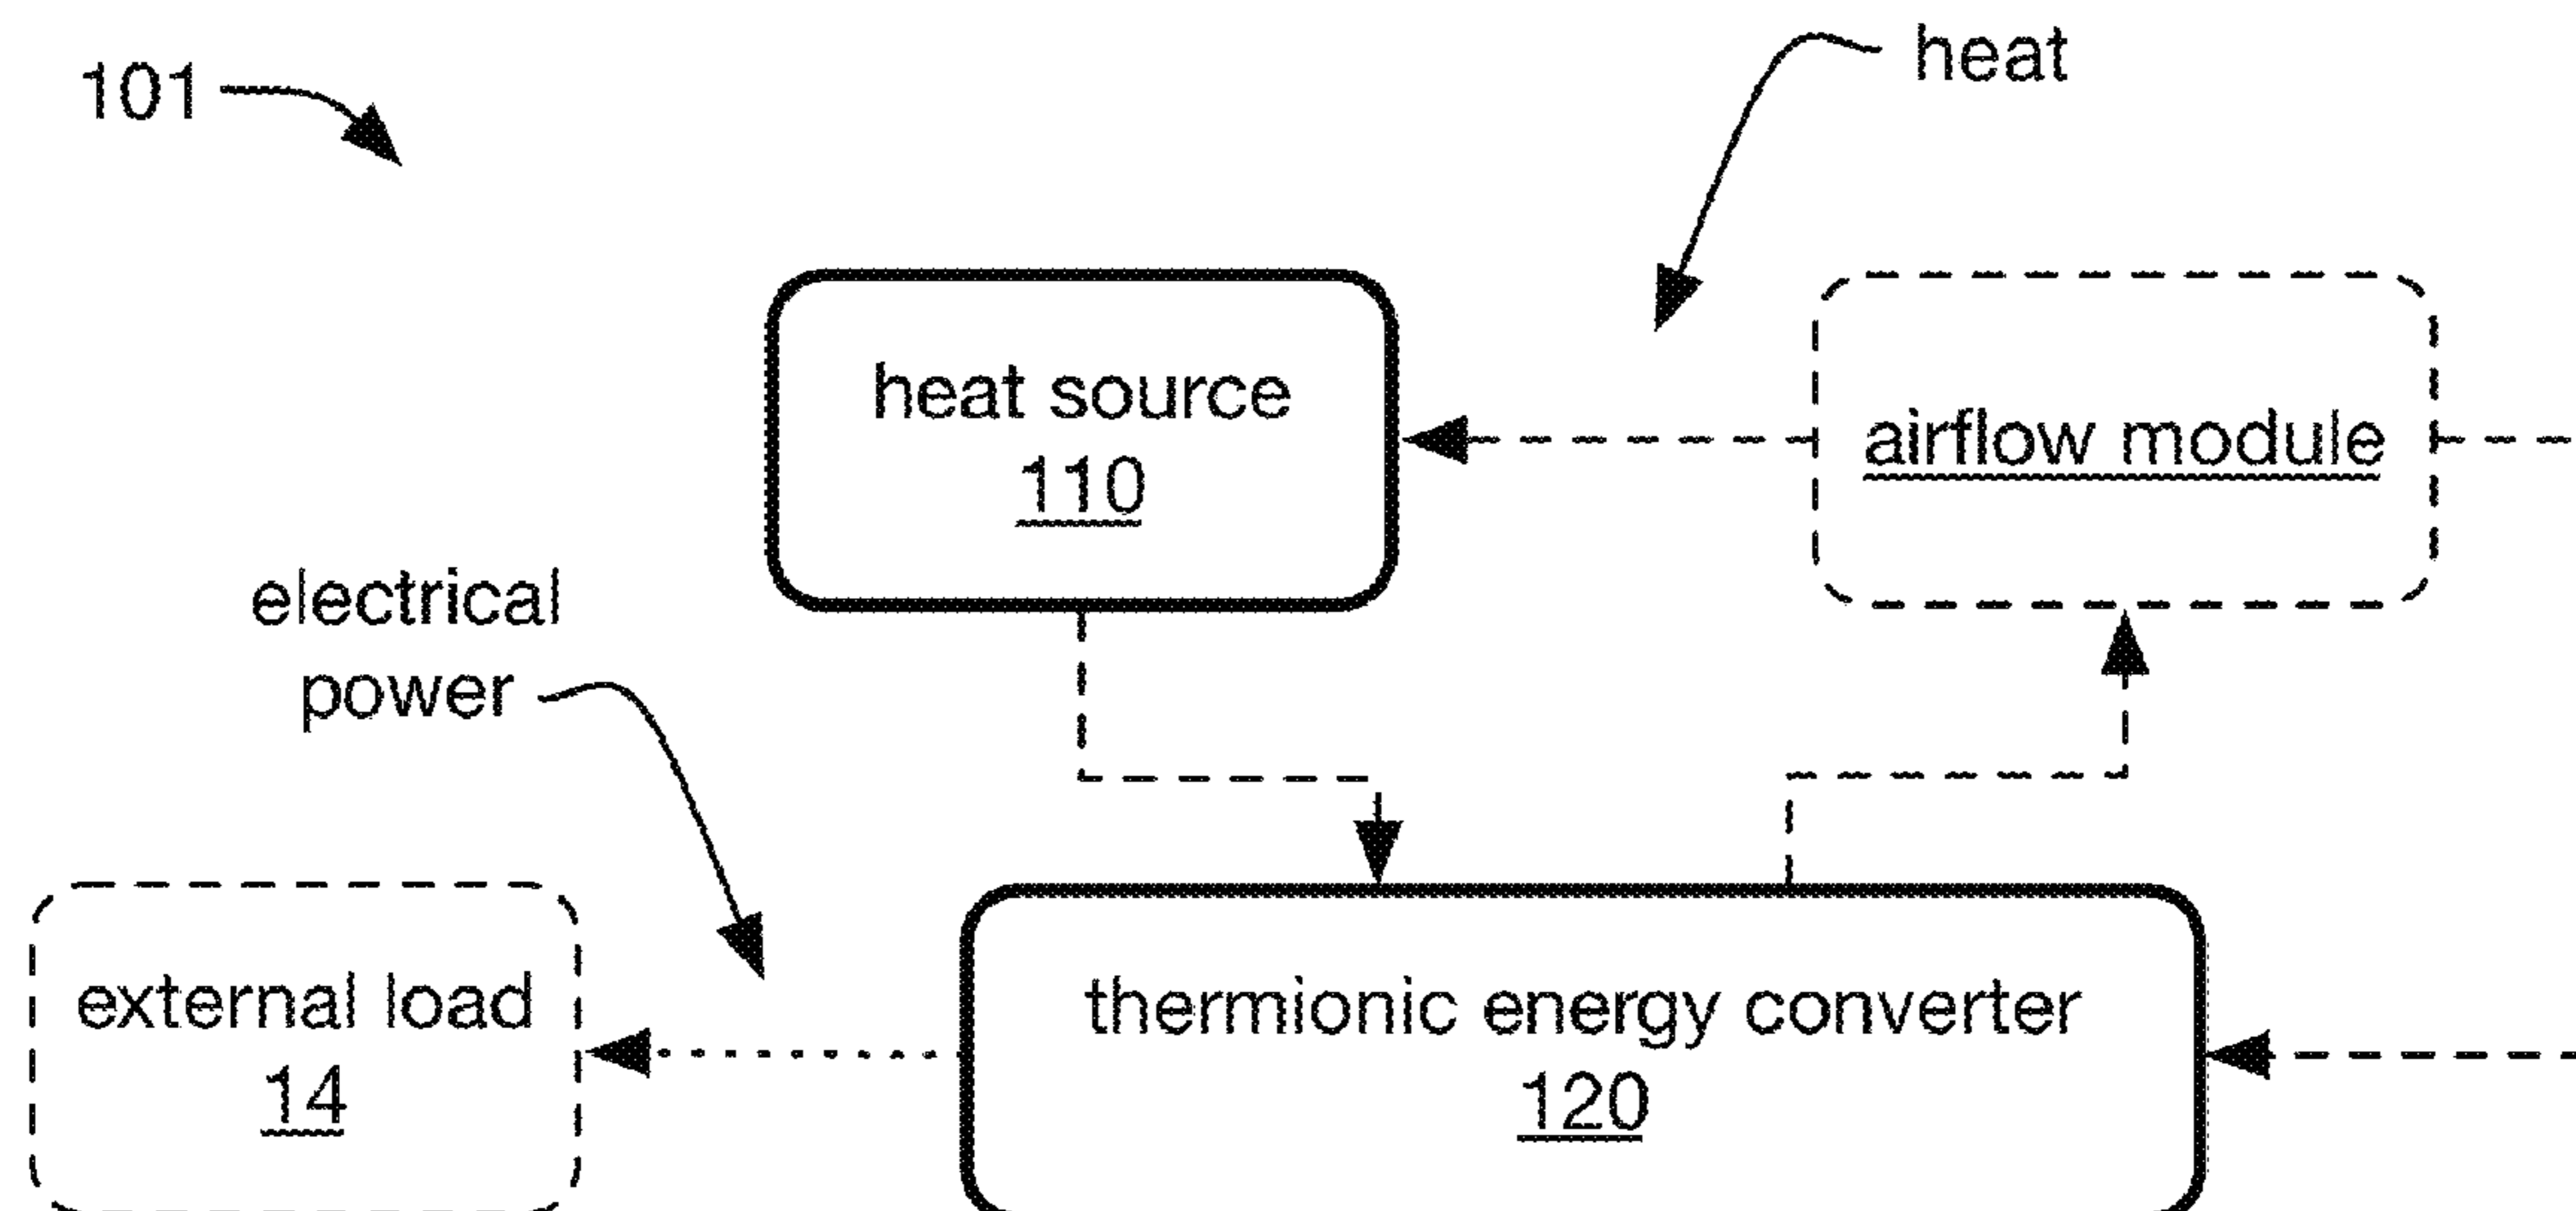 101
heat
heat source
110
airflow module
electrical
power
external load
14
thermionic energy converter
120